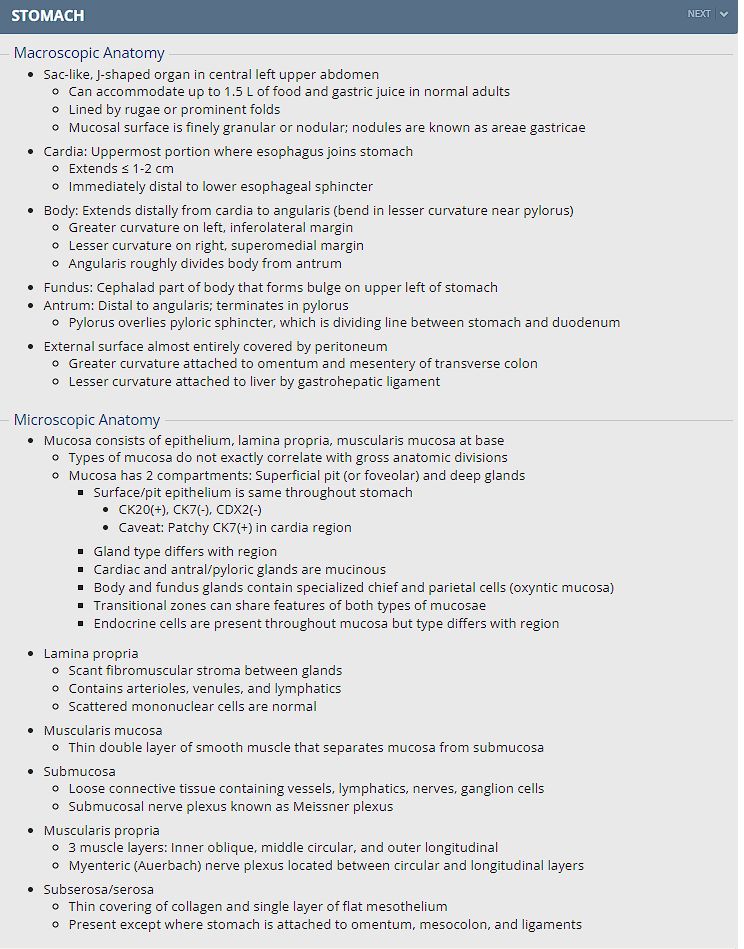 STOMACH
NEXT
Macroscopic Anatomy
Sac-like, J-shaped organ in central left upper abdomen
Can accommodate up to 1.5 L of food and gastric juice in normal adults
Lined by rugae or prominent folds
Mucosal surface is finely granular or nodular; nodules are known as areae gastricae
Cardia: Uppermost portion where esophagus joins stomach
Extends ≤ 1-2 cm
Immediately distal to lower esophageal sphincter
Body: Extends distally from cardia to angularis (bend in lesser curvature near pylorus)
Greater curvature on left, inferolateral margin
Lesser curvature on right, superomedial margin
Angularis roughly divides body from antrum
Fundus: Cephalad part of body that forms bulge on upper left of stomach
Antrum: Distal to angularis; terminates in pylorus
Pylorus overlies pyloric sphincter, which is dividing line between stomach and duodenum
External surface almost entirely covered by peritoneum
Greater curvature attached to omentum and mesentery of transverse colon
Lesser curvature attached to liver by gastrohepatic ligament
Microscopic Anatomy
Mucosa consists of epithelium, lamina propria, muscularis mucosa at base
Types of mucosa do not exactly correlate with gross anatomic divisions
Mucosa has 2 compartments: Superficial pit (or foveolar) and deep glands
Surface/pit epithelium is same throughout stomach
CK20(+), CK7(-), CDX2(-)
Caveat: Patchy CK7(+) in cardia region
Gland type differs with region
Cardiac and antral/pyloric glands are mucinous
Body and fundus glands contain specialized chief and parietal cells (oxyntic mucosa)
Transitional zones can share features of both types of mucosae
Endocrine cells are present throughout mucosa but type differs with region
Lamina propria
Scant fibromuscular stroma between glands
Contains arterioles, venules, and lymphatics
Scattered mononuclear cells are normal
Muscularis mucosa
Thin double layer of smooth muscle that separates mucosa from submucosa
Submucosa
Loose connective tissue containing vessels, lymphatics, nerves, ganglion cells
Submucosal nerve plexus known as Meissner plexus
Muscularis propria
3 muscle layers: Inner oblique, middle circular, and outer longitudinal
Myenteric (Auerbach) nerve plexus located between circular and longitudinal layers
Subserosa/serosa
Thin covering of collagen and single layer of flat mesothelium
Present except where stomach is attached to omentum, mesocolon, and ligaments